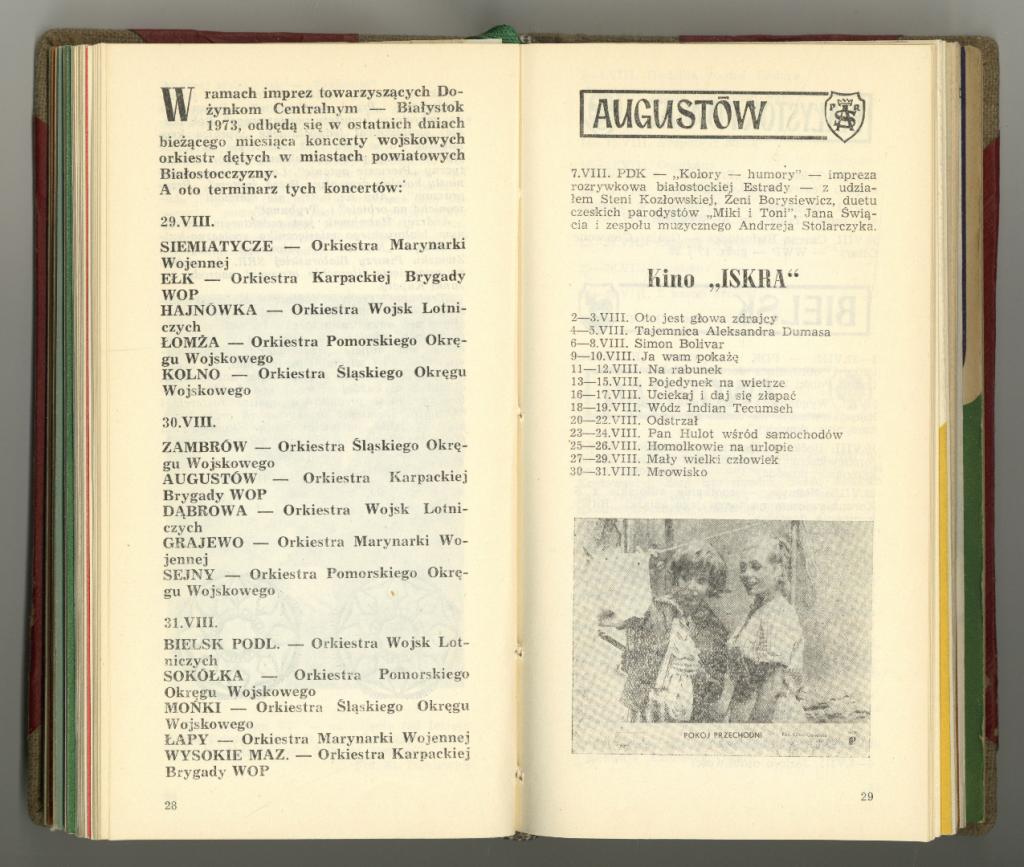 W ramach imprez towarzyszących Do-
żynkom Centralnym — Białystok
1973, odbędą się w ostatnich dniach
bieżącego miesiąca koncerty wojskowych
orkiestr dętych w miastach powiatowych
Białostocczyzny.
A oto terminarz tych koncertów:
29.VIII.
SIEMIATYCZE — Orkiestra Marynarki
Wojennej
EŁK — Orkiestra Karpackiej Brygady
WOP
HAJNÓWKA — Orkiestra Wojsk Lotni-
czych
ŁOMŻA — Orkiestra Pomorskiego Okrę-
gu Wojskowego
KOLNO — Orkiestra Śląskiego Okręgu
Wojskowego
30.VIII.
ZAMBRÓW — Orkiestra Śląskiego Okrę-
gu Wojskowego
AUGUSTÓW — Orkiestra Karpackiej
Brygady WOP
DĄBROWA — Orkiestra Wojsk Lotni-
czych
GRAJEWO — Orkiestra Marynarki Wo-
jennej
SEJNY — Orkiestra Pomorskiego Okrę-
gu Wojskowego
31.VIII.
BIELSK PODL. — Orkiestra Wojsk Lot-
niczych
SOKÓŁKA — Orkiestra Pomorskiego
Okręgu Wojskowego
MOŃKI — Orkiestra Śląskiego Okręgu
Wojskowego
ŁAPY — Orkiestra Marynarki Wojennej
WYSOKIE MAZ. — Orkiestra Karpackiej
Brygady WOP
28
AUGUSTÓW
7.VIII. PDK — „Kolory — humory" — impreza
rozrywkowa białostockiej Estrady — z udzia-
łem Steni Kozłowskiej, Żeni Borysiewicz, duetu
czeskich parodystów „Miki i Toni", Jana Świą-
cia i zespołu muzycznego Andrzeja Stolarczyka.
Kino „ISKRA"
2—3.VIII. Oto jest głowa zdrajcy
4—5.VIII. Tajemnica Aleksandra Dumasa
6—8.VIII. Simon Bolivar
9—10.VIII. Ja wam pokażę
11—12.VIII. Na rabunek
13—15.VIII. Pojedynek na wietrze
16—17.VIII. Uciekaj i daj się złapać
18—19.VIII. Wódz Indian Tecumseh
20—22.VIII. Odstrzał
23—24.VIII. Pan Hulot wśród samochodów
25—26.VIII. Homolkowie na urlopie
27—29.VIII. Mały wielki człowiek
30—31.VIII. Mrowisko
POKÓJ PRZECHODNI
29